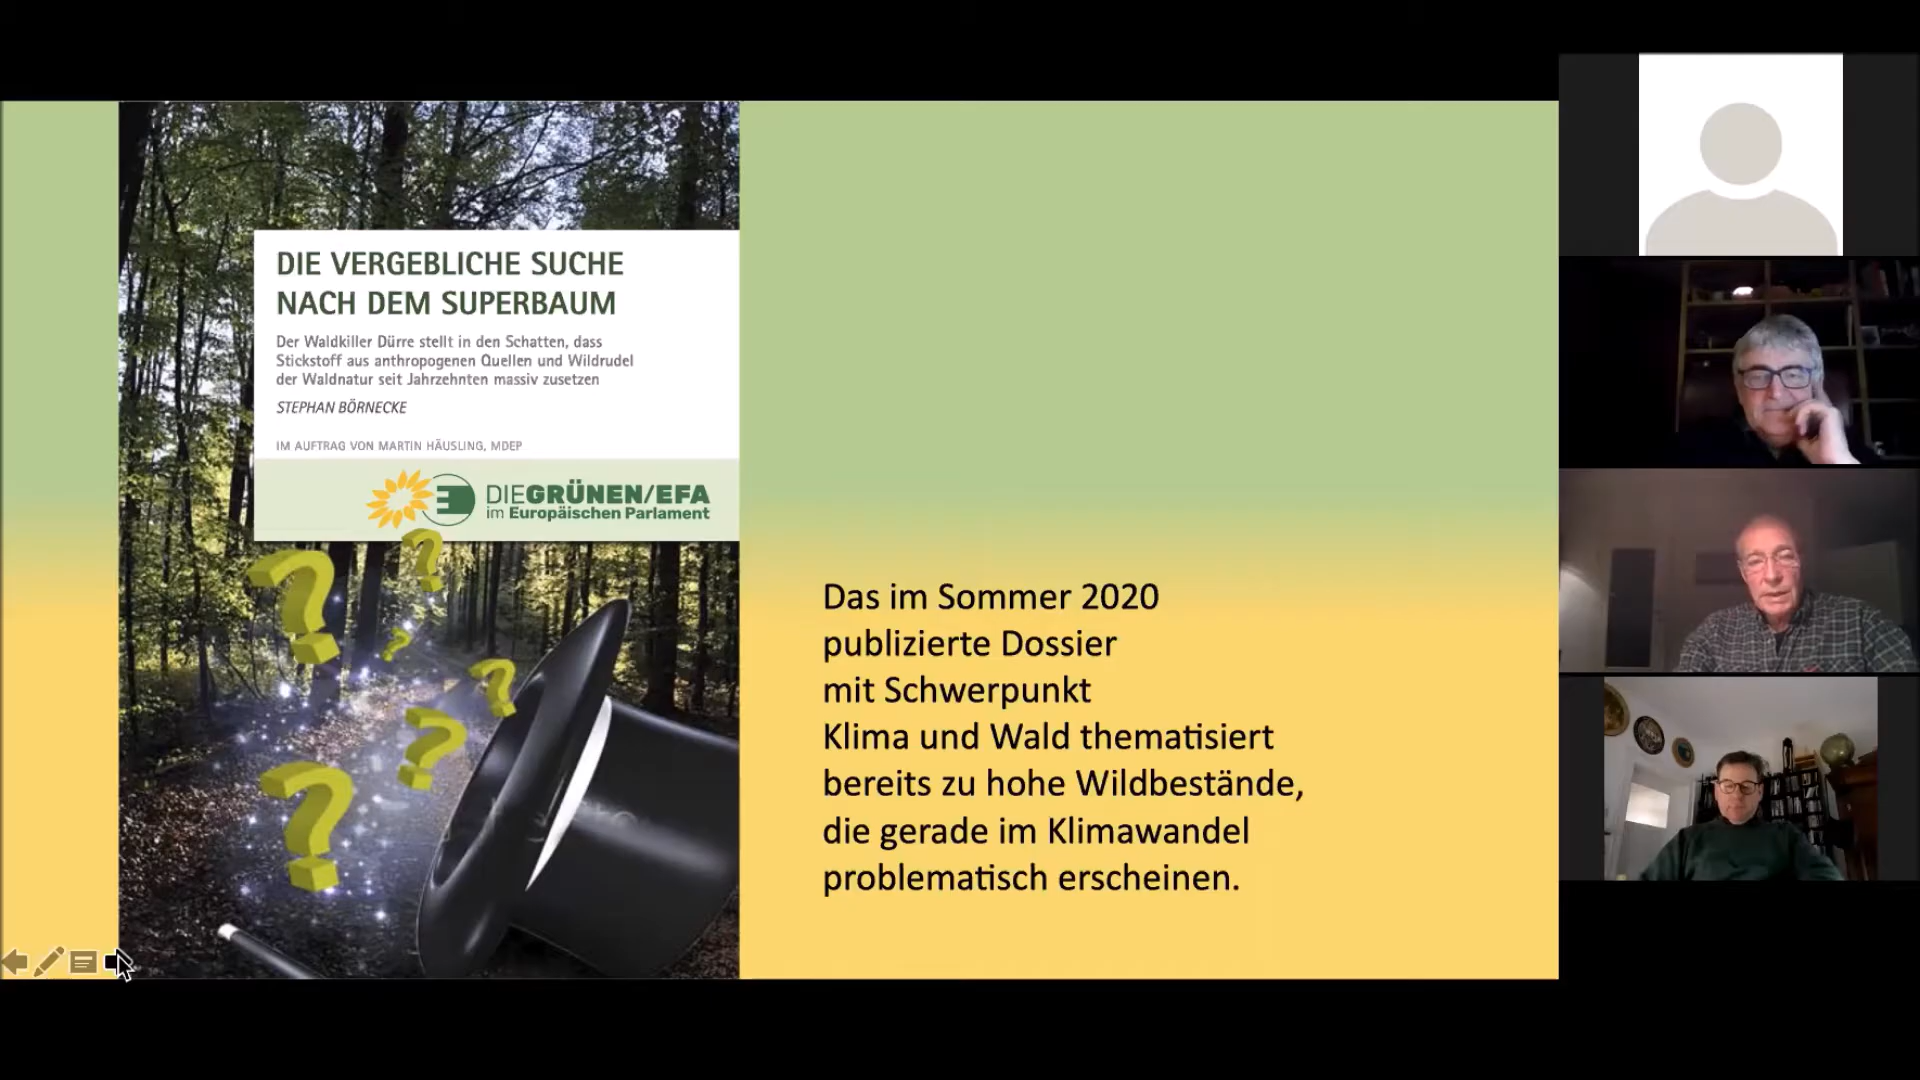 DIE VERGEBLICHE SUCHE
NACH DEM SUPERBAUM
Der Waldkiller Dürre stellt in den Schatten, dass
Stickstoff aus anthropogenen Quellen und Wildrudel
der Waldnatur seit Jahrzehnten massiv zusetzen
STEPHAN BÖRNECKE
IM AUFTRAG VON MARTIN HÄUSLING, MDEP
DIE GRÜNEN/EFA
im Europäischen Parlament
Das im Sommer 2020
publizierte Dossier
mit Schwerpunkt
Klima und Wald thematisiert
bereits zu hohe Wildbestände,
die gerade im Klimawandel
problematisch erscheinen.